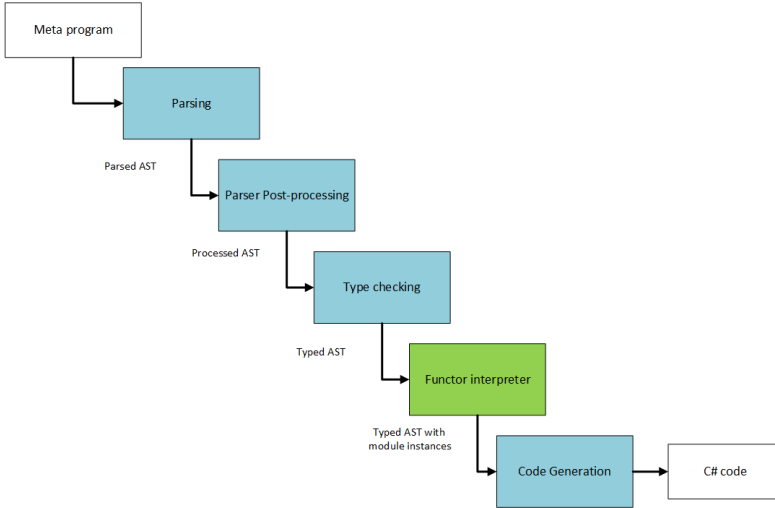 Meta program
Parsing
Parsed AST
Parser Post-processing
Processed AST
Type checking
Typed AST
Functor interpreter
Typed AST with
module instances
Code Generation
C# code